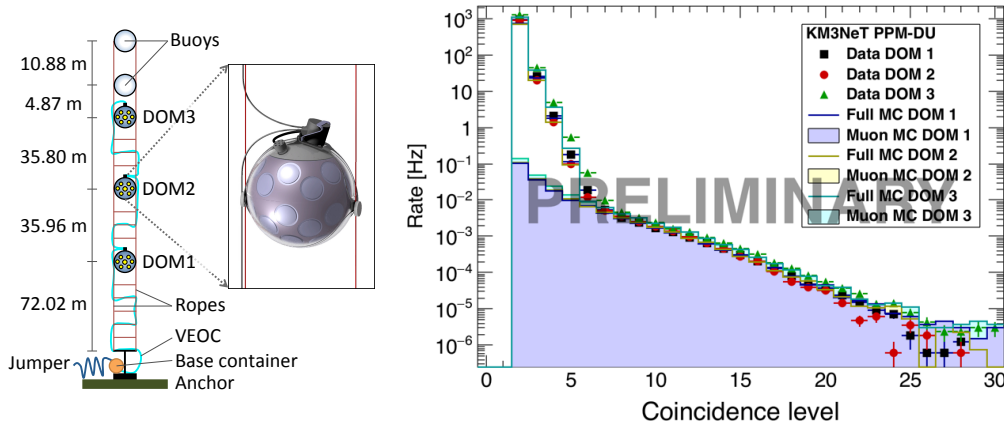 Buoys
10.88 m
4.87 m
DOM3
35.80 m
DOM2
35.96 m
DOM1
72.02 m
Ropes
VEOC
Jumper
Base container
Anchor
Rate [Hz]
10³
10²
10
1
10⁻¹
10⁻²
10⁻³
10⁻⁴
10⁻⁵
10⁻⁶
KM3NeT PPM-DU
Data DOM 1
Data DOM 2
Data DOM 3
Full MC DOM 1
Muon MC DOM 1
Full MC DOM 2
Muon MC DOM 2
Full MC DOM 3
Muon MC DOM 3
PRELIMINARY
0 5 10 15 20 25 30
Coincidence level